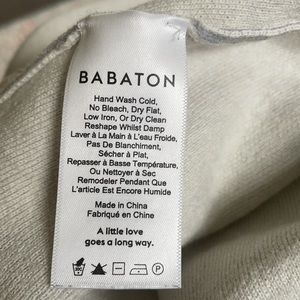 BABATON
Hand Wash Cold,
No Bleach, Dry Flat,
Low Iron, Or Dry Clean
Reshape Whilst Damp
Laver À La Main À L'eau Froide,
Pas De Blanchiment,
Sécher à Plat,
Repasser à Basse Température,
Ou Nettoyer à Sec
Remodeler Pendant Que
L'article Est Encore Humide
Made in China
Fabriqué en Chine
A little love
goes a long way.